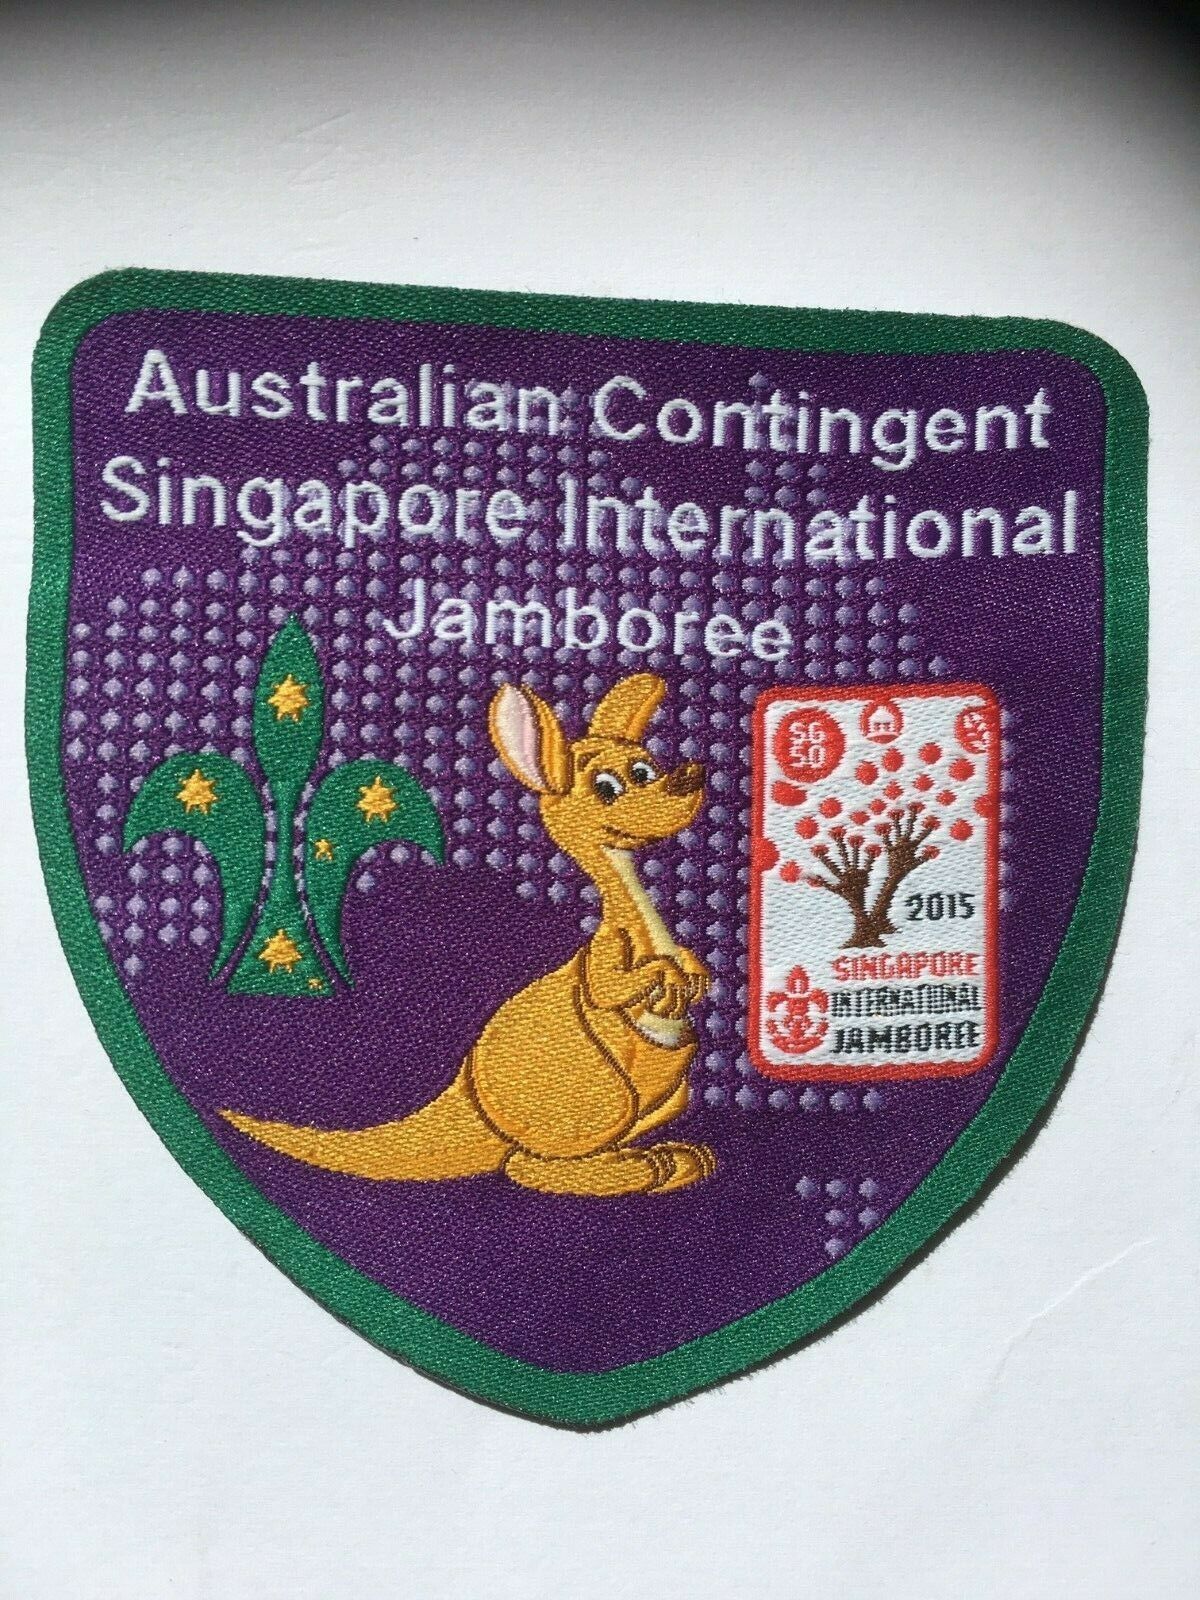 Australian Contingent
Singapore International
Jamboree
SG
50
2015
SINGAPORE
INTERNATIONAL
JAMBOREE